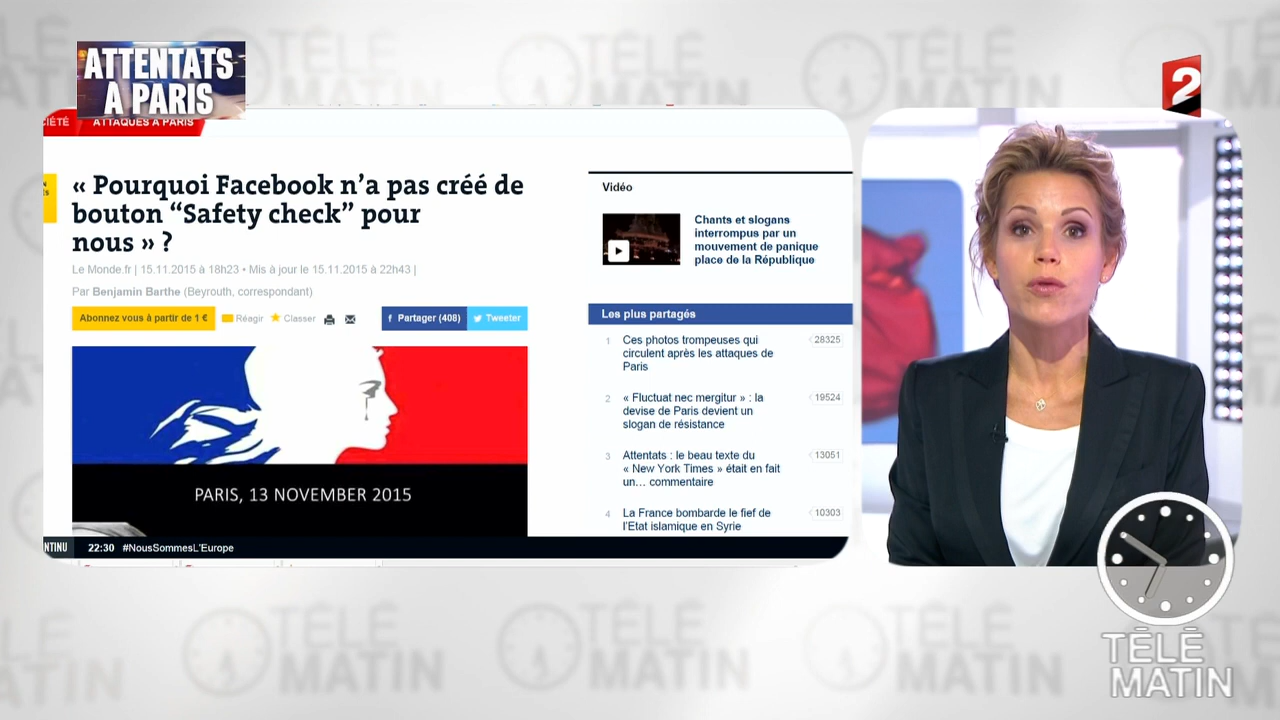 ATTENTATS
À PARIS
2
ATTAQUES À PARIS
« Pourquoi Facebook n’a pas créé de
bouton “Safety check” pour
nous » ?
Le Monde.fr | 15.11.2015 à 18h23 • Mis à jour le 15.11.2015 à 22h43 |
Par Benjamin Barthe (Beyrouth, correspondant)
Abonnez vous à partir de 1 €
Réagir
Classer
f Partager (408)
Tweeter
PARIS, 13 NOVEMBER 2015
Vidéo
Chants et slogans
interrompus par un
mouvement de panique
place de la République
Les plus partagés
1 Ces photos trompeuses qui
circulent après les attaques de
Paris
28325
2 « Fluctuat nec mergitur » : la
devise de Paris devient un
slogan de résistance
19524
3 Attentats : le beau texte du
« New York Times » était en fait
un… commentaire
13051
4 La France bombarde le fief de
l’Etat islamique en Syrie
10303
22:30 #NousSommesL'Europe
TÉLÉ
MATIN